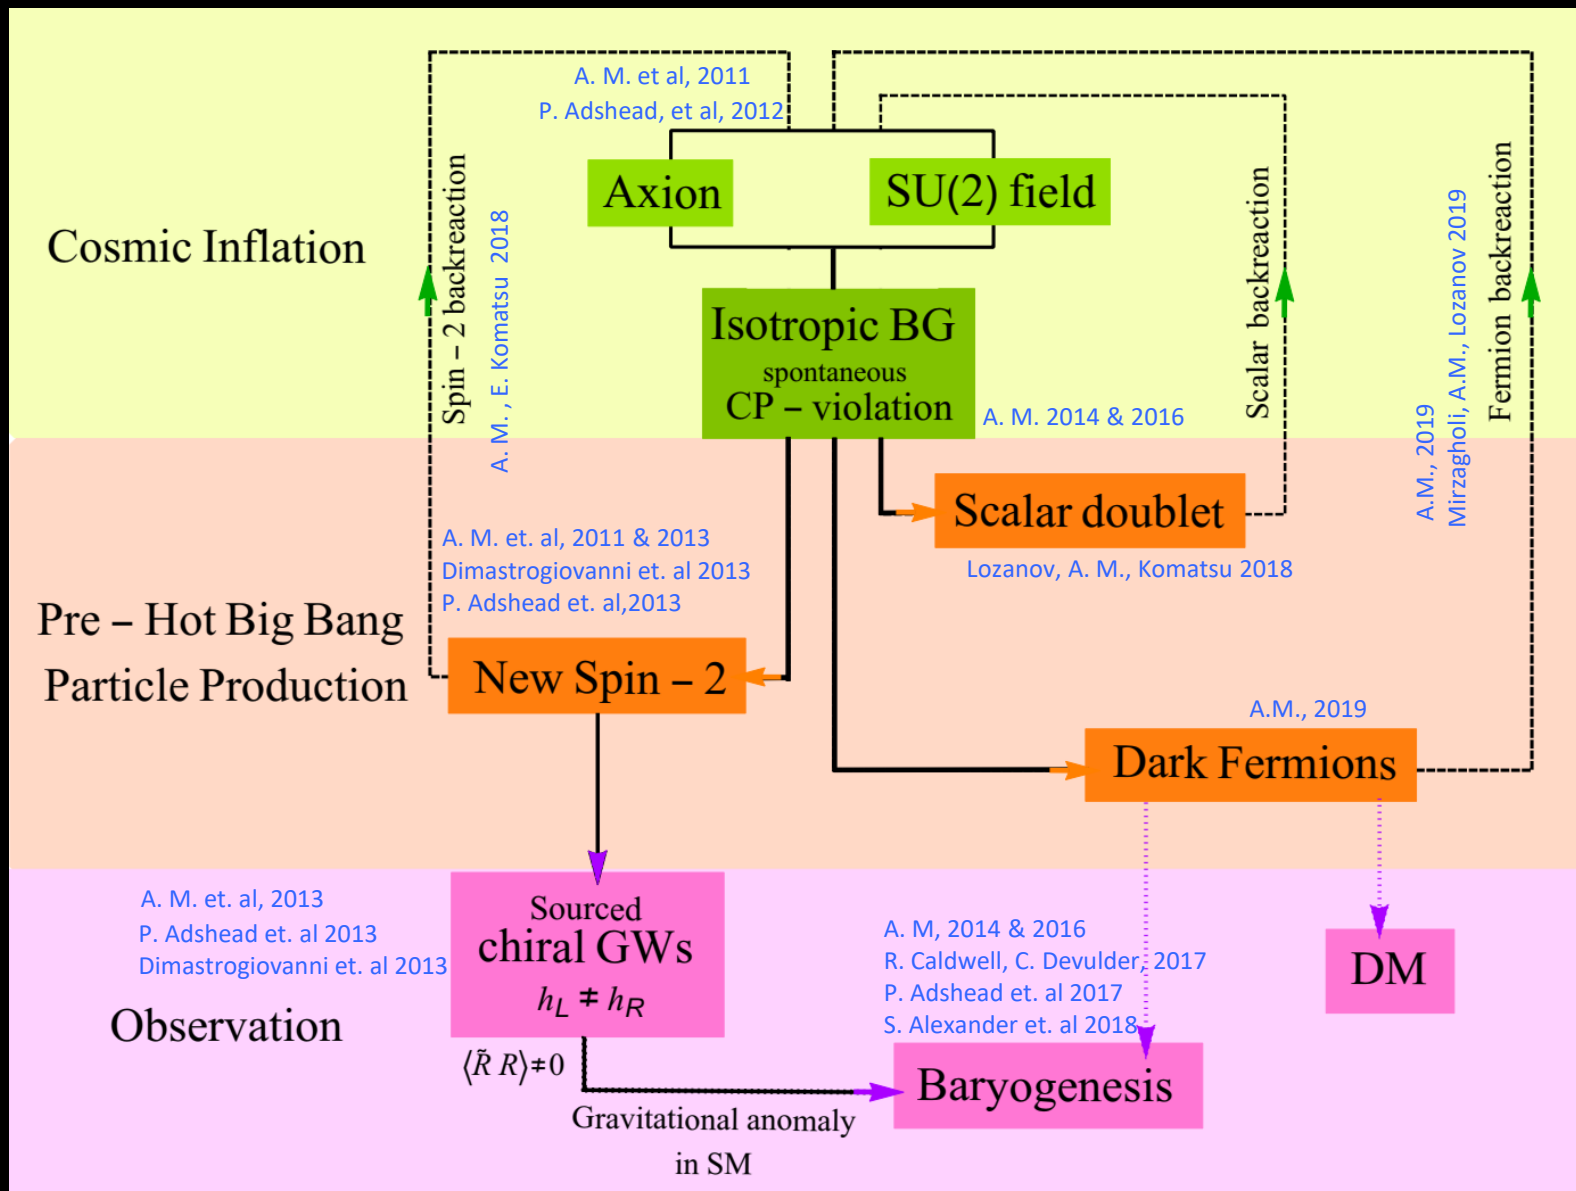 A. M. et al, 2011
P. Adshead, et al, 2012
Axion
SU(2) field
Cosmic Inflation
Spin – 2 backreaction
A. M. , E. Komatsu 2018
Isotropic BG
spontaneous
CP – violation
A. M. 2014 & 2016
Scalar backreaction
Fermion backreaction
A.M., 2019
Mirzagholi, A.M., Lozanov 2019
Scalar doublet
Lozanov, A. M., Komatsu 2018
A. M. et. al, 2011 & 2013
Dimastrogiovanni et. al 2013
P. Adshead et. al,2013
Pre – Hot Big Bang
Particle Production
New Spin – 2
A.M., 2019
Dark Fermions
A. M. et. al, 2013
P. Adshead et. al 2013
Dimastrogiovanni et. al 2013
Observation
Sourced
chiral GWs
h_L ≠ h_R
⟨R̃ R⟩≠0
Gravitational anomaly
in SM
A. M, 2014 & 2016
R. Caldwell, C. Devulder, 2017
P. Adshead et. al 2017
S. Alexander et. al 2018
Baryogenesis
DM